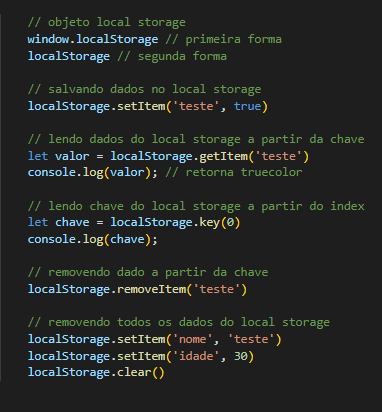 // objeto local storage
window.localStorage // primeira forma
localStorage // segunda forma
// salvando dados no local storage
localStorage.setItem('teste', true)
// lendo dados do local storage a partir da chave
let valor = localStorage.getItem('teste')
console.log(valor); // retorna truecolor
// lendo chave do local storage a partir do index
let chave = localStorage.key(0)
console.log(chave);
// removendo dado a partir da chave
localStorage.removeItem('teste')
// removendo todos os dados do local storage
localStorage.setItem('nome', 'teste')
localStorage.setItem('idade', 30)
localStorage.clear()